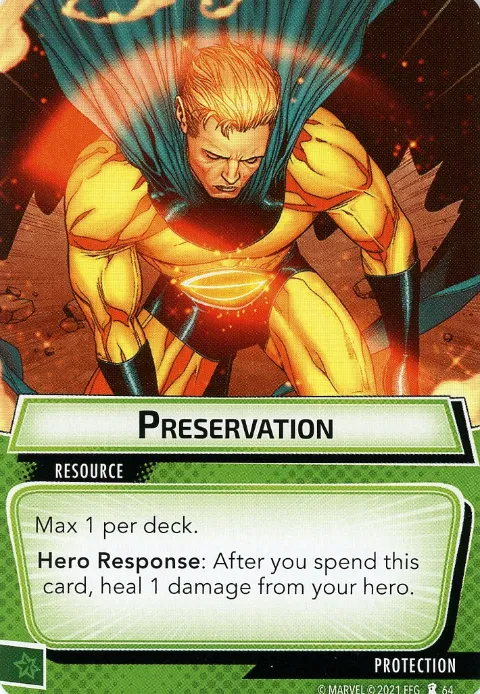 PRESERVATION
RESOURCE
Max 1 per deck.
Hero Response: After you spend this
card, heal 1 damage from your hero.
PROTECTION
© MARVEL © 2021 FFG 64